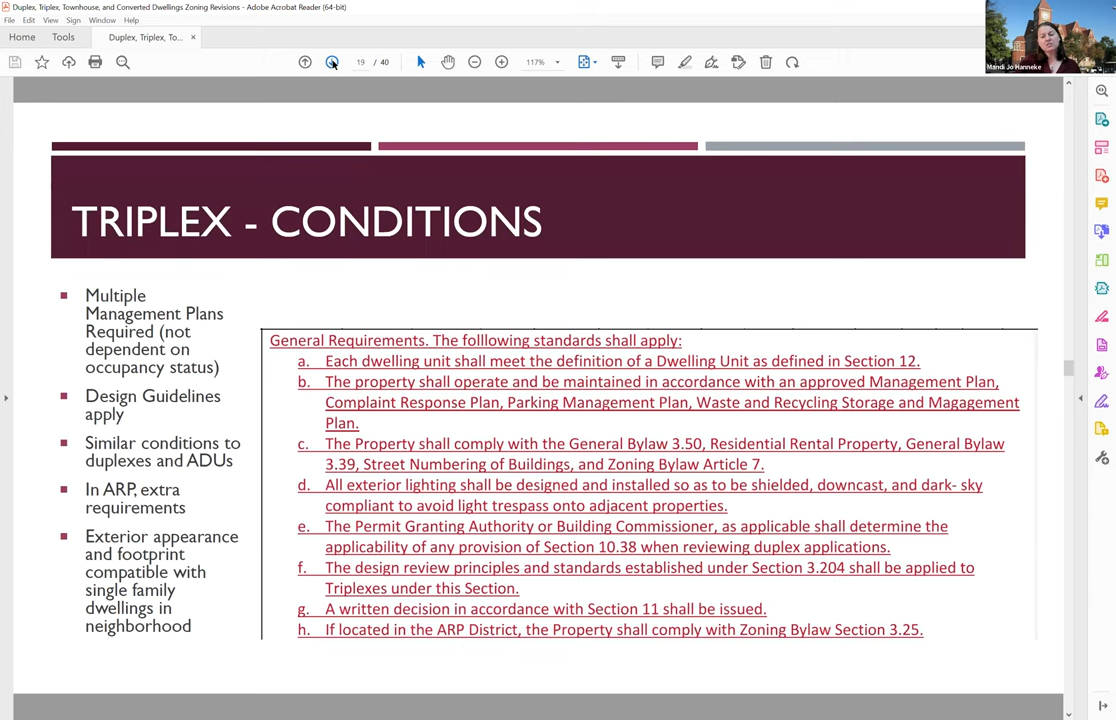 Duplex, Triplex, Townhouse, and Converted Dwellings Zoning Revisions - Adobe Acrobat Reader (64-bit)
File Edit View Sign Window Help
Home Tools Duplex, Triplex, To... ×
19 / 40 117%
Mandi Jo Hanneke
TRIPLEX - CONDITIONS
Multiple
Management Plans
Required (not
dependent on
occupancy status)
Design Guidelines
apply
Similar conditions to
duplexes and ADUs
In ARP, extra
requirements
Exterior appearance
and footprint
compatible with
single family
dwellings in
neighborhood
General Requirements. The folllowing standards shall apply:
a. Each dwelling unit shall meet the definition of a Dwelling Unit as defined in Section 12.
b. The property shall operate and be maintained in accordance with an approved Management Plan,
Complaint Response Plan, Parking Management Plan, Waste and Recycling Storage and Magagement
Plan.
c. The Property shall comply with the General Bylaw 3.50, Residential Rental Property, General Bylaw
3.39, Street Numbering of Buildings, and Zoning Bylaw Article 7.
d. All exterior lighting shall be designed and installed so as to be shielded, downcast, and dark- sky
compliant to avoid light trespass onto adjacent properties.
e. The Permit Granting Authority or Building Commissioner, as applicable shall determine the
applicability of any provision of Section 10.38 when reviewing duplex applications.
f. The design review principles and standards established under Section 3.204 shall be applied to
Triplexes under this Section.
g. A written decision in accordance with Section 11 shall be issued.
h. If located in the ARP District, the Property shall comply with Zoning Bylaw Section 3.25.